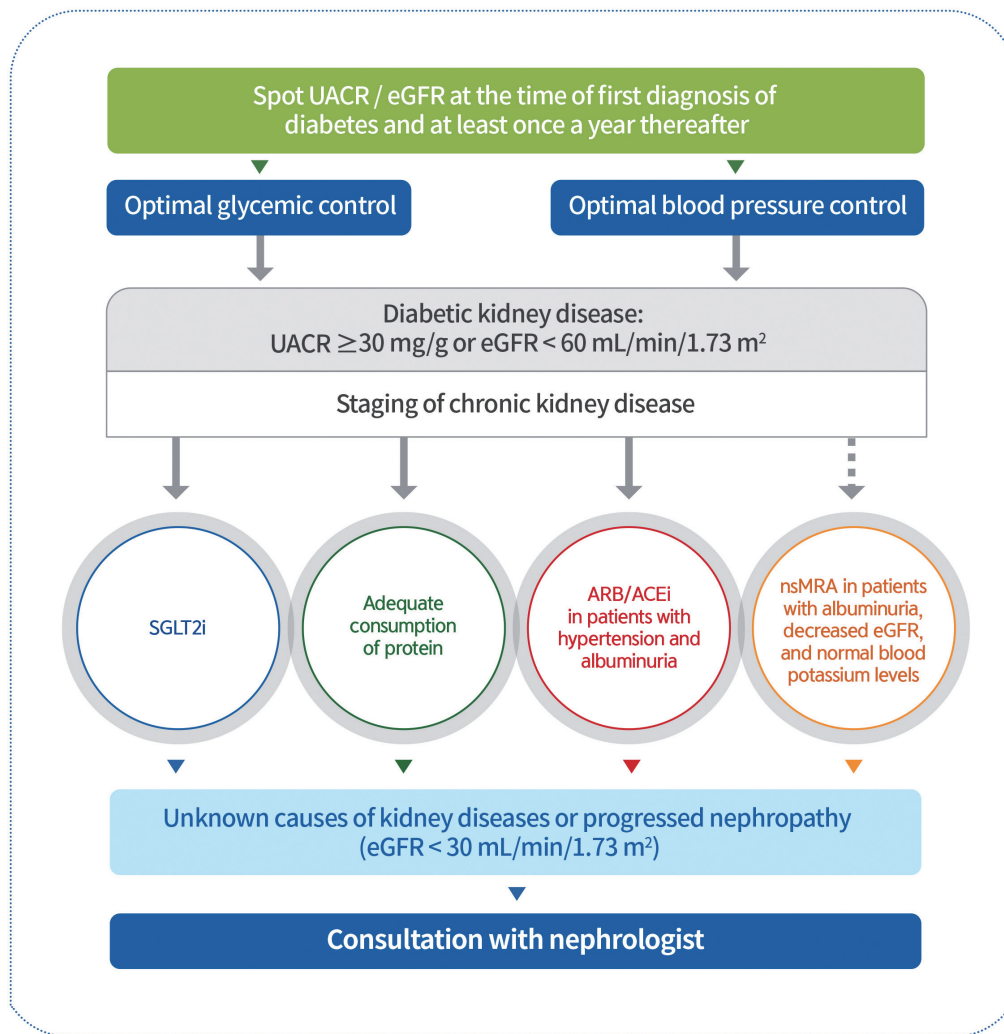 Spot UACR / eGFR at the time of first diagnosis of
diabetes and at least once a year thereafter
Optimal glycemic control
Optimal blood pressure control
Diabetic kidney disease:
UACR ≥30 mg/g or eGFR < 60 mL/min/1.73 m²
Staging of chronic kidney disease
SGLT2i
Adequate
consumption
of protein
ARB/ACEi
in patients with
hypertension and
albuminuria
nsMRA in patients
with albuminuria,
decreased eGFR,
and normal blood
potassium levels
Unknown causes of kidney diseases or progressed nephropathy
(eGFR < 30 mL/min/1.73 m²)
Consultation with nephrologist